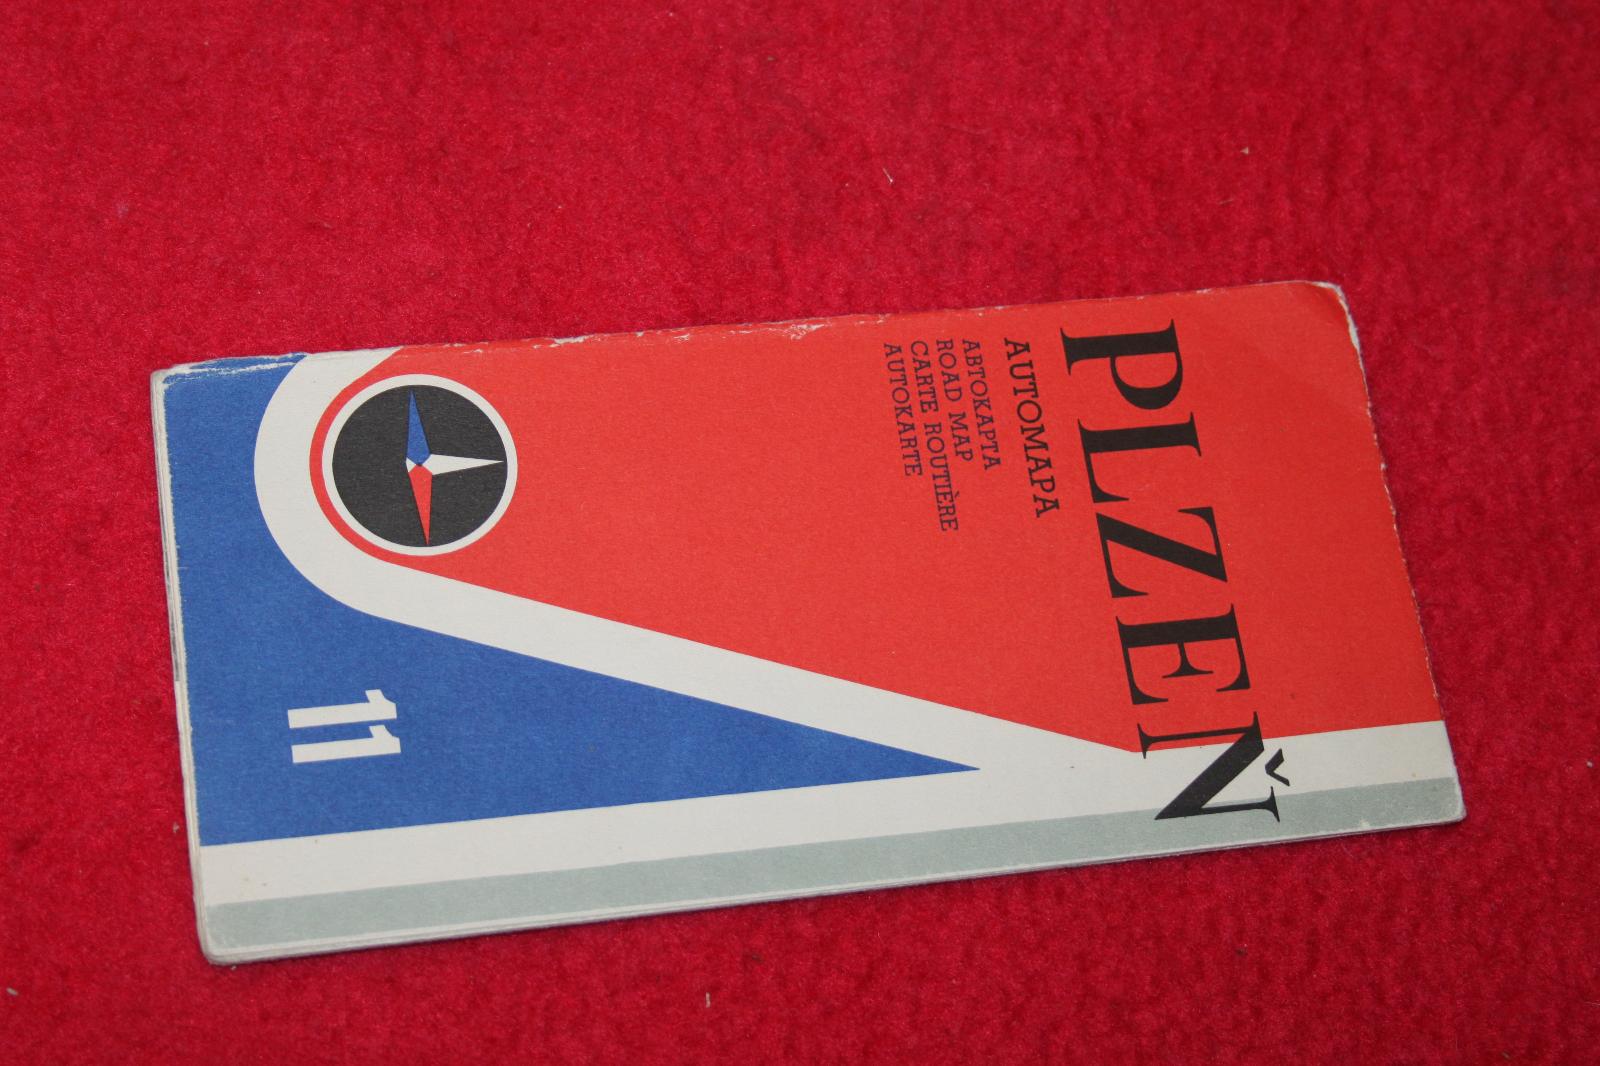 PLZEŇ
AUTOMAPA
АВТОКАРТА
ROAD MAP
CARTE ROUTIÈRE
AUTOKARTE
11